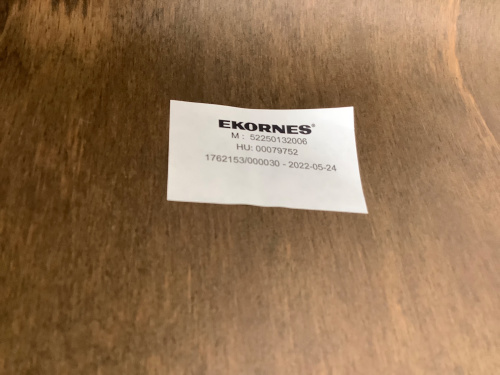 EKORNES®
M : 52250132006
HU: 00079752
1762153/000030 - 2022-05-24